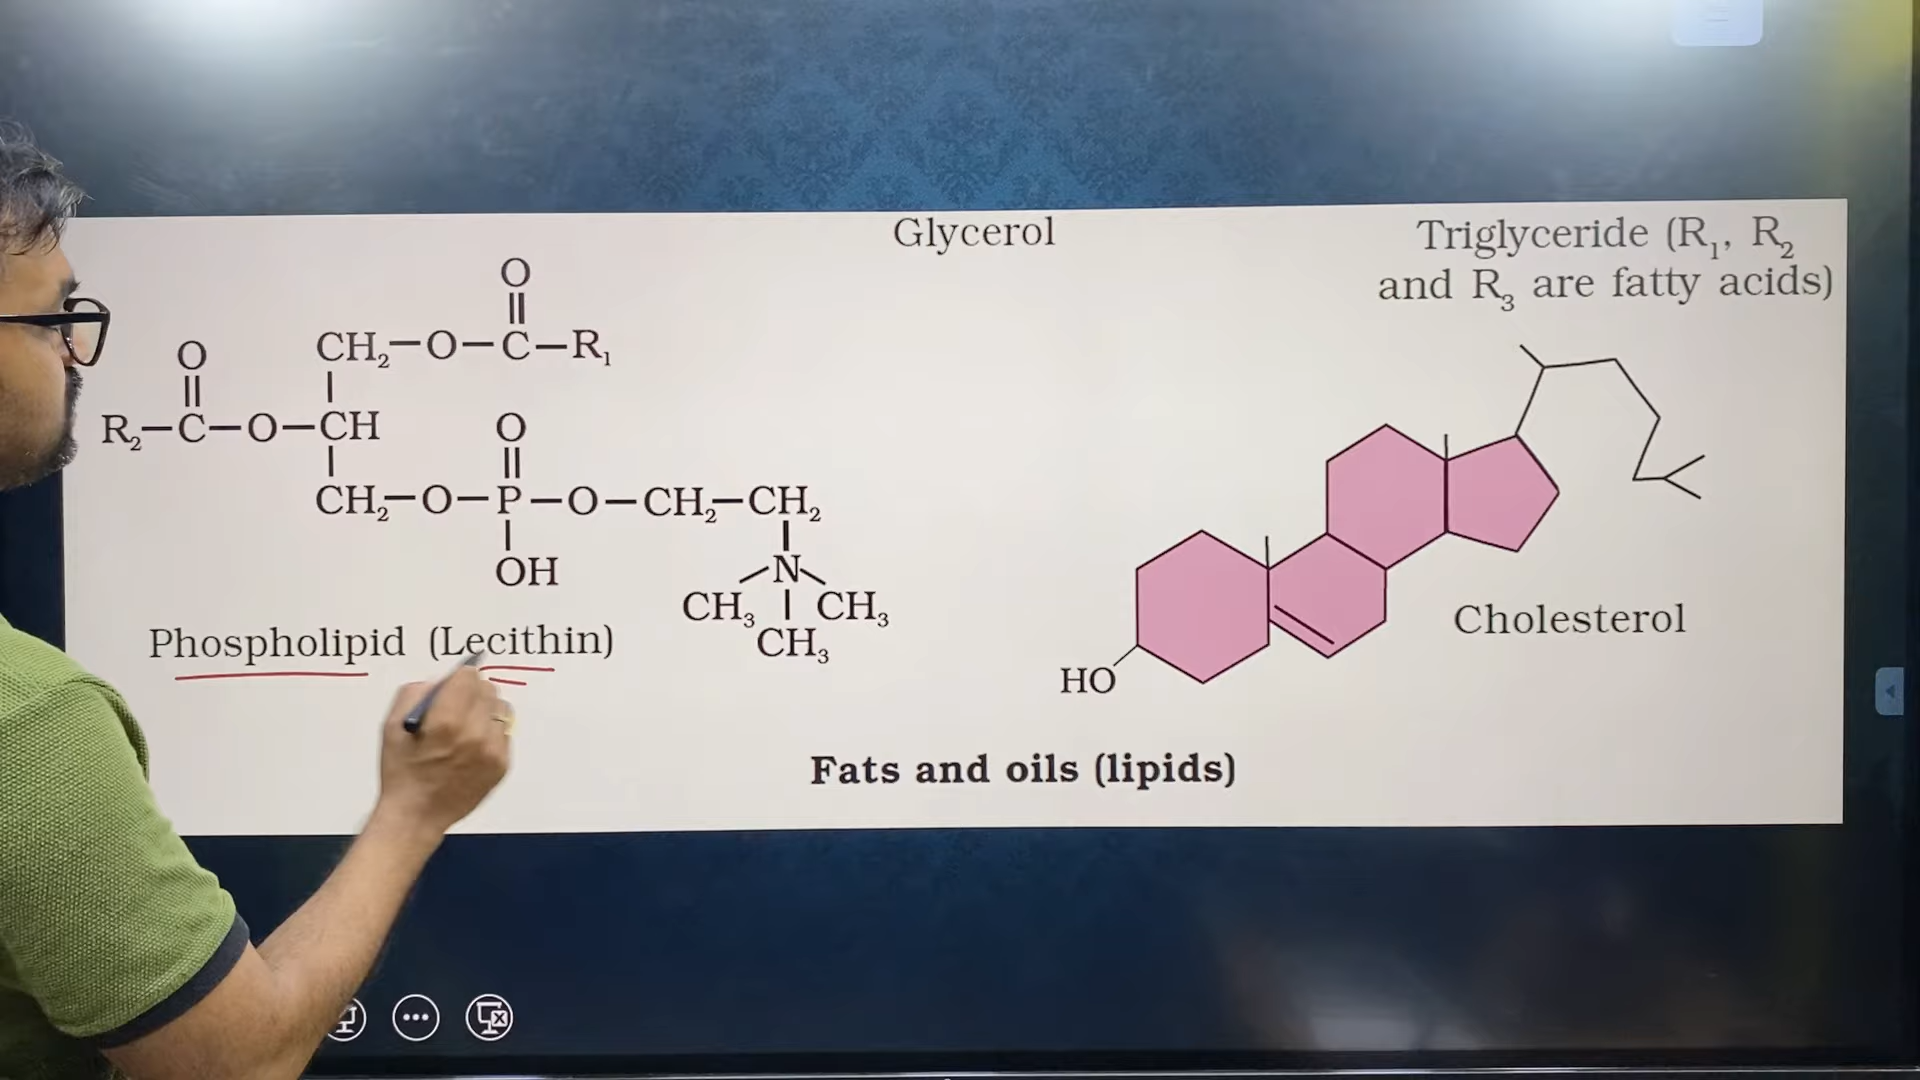 Glycerol
Triglyceride (R₁, R₂
and R₃ are fatty acids)
O
CH₂—O—C—R₁
O
R₂—C—O—CH
O
CH₂—O—P—O—CH₂—CH₂
OH
N
CH₃ CH₃
CH₃
Phospholipid (Lecithin)
HO
Cholesterol
Fats and oils (lipids)